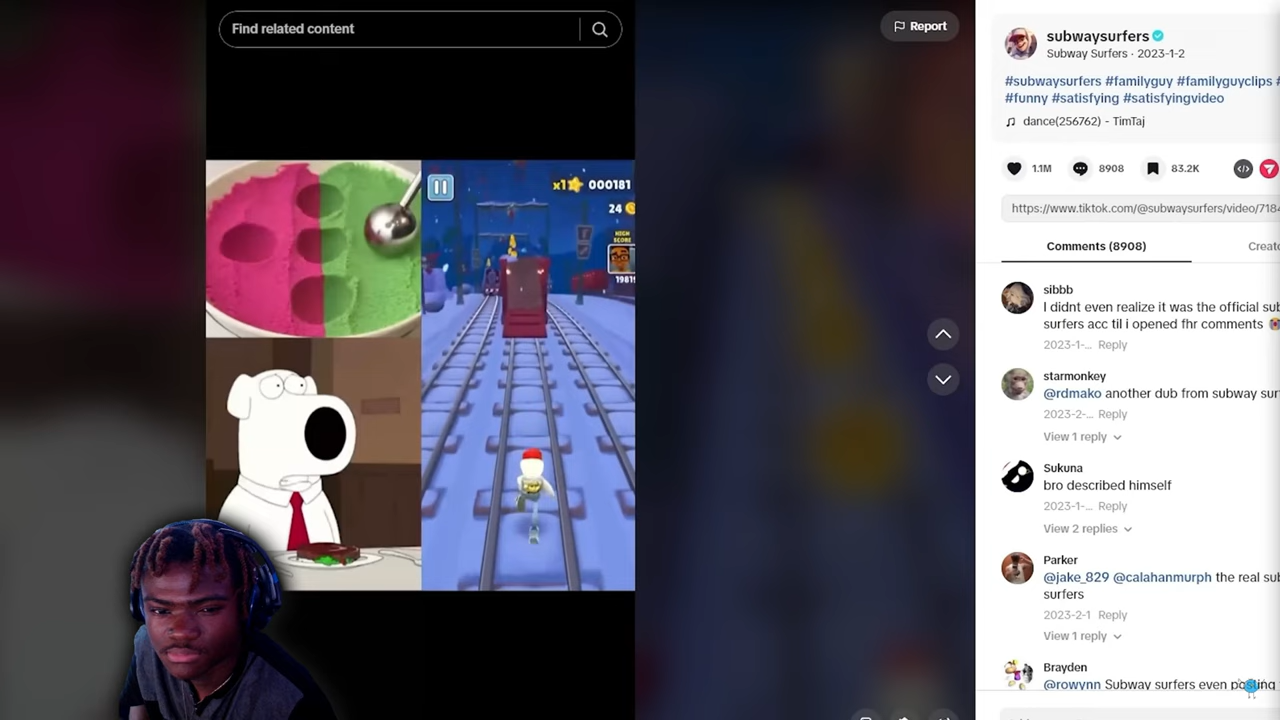 Find related content
Report
x1 000181
24
HIGH
SCORE
subwaysurfers
Subway Surfers · 2023-1-2
#subwaysurfers #familyguy #familyguyclips #
#funny #satisfying #satisfyingvideo
dance(256762) - TimTaj
1.1M
8908
83.2K
https://www.tiktok.com/@subwaysurfers/video/7184
Comments (8908)
Creato
sibbb
I didnt even realize it was the official sub
surfers acc til i opened fhr comments
2023-1-... Reply
starmonkey
@rdmako another dub from subway surf
2023-2-... Reply
View 1 reply
Sukuna
bro described himself
2023-1-... Reply
View 2 replies
Parker
@jake_829 @calahanmurph the real sub
surfers
2023-2-1 Reply
View 1 reply
Brayden
@rowynn Subway surfers even posting